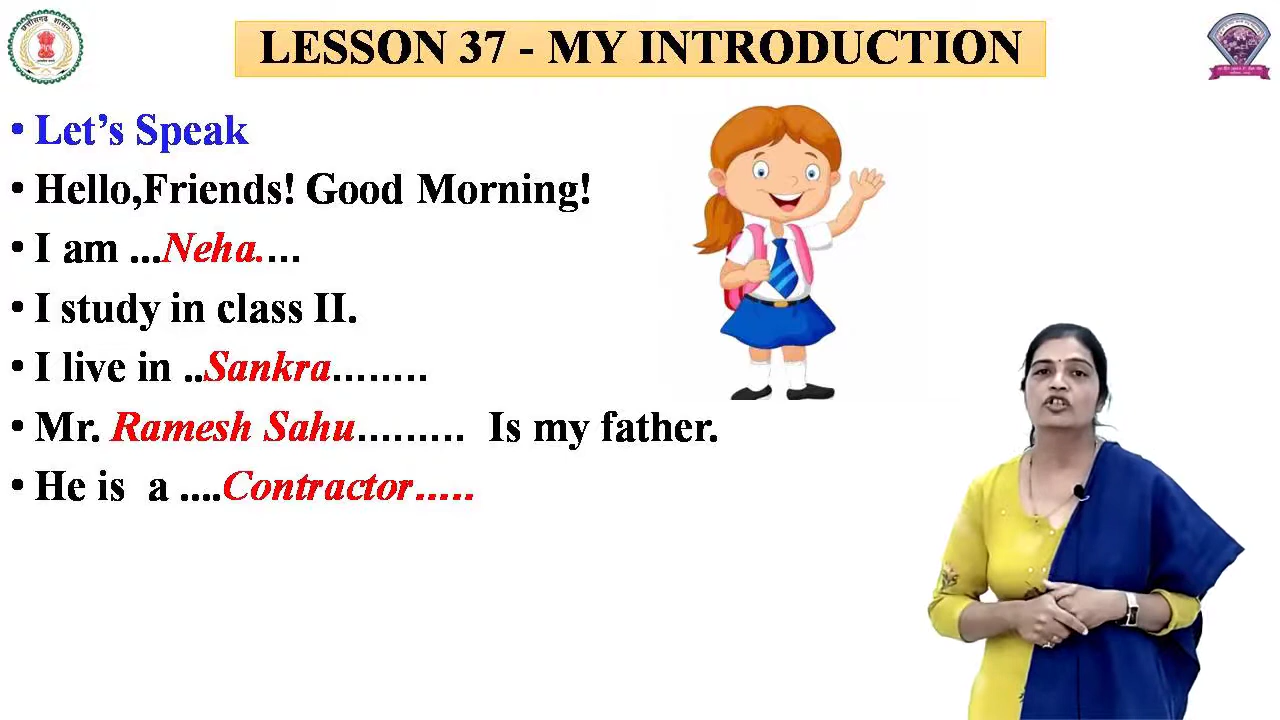 LESSON 37 - MY INTRODUCTION
• Let's Speak
• Hello,Friends! Good Morning!
• I am ...Neha....
• I study in class II.
• I live in ..Sankra........
• Mr. Ramesh Sahu......... Is my father.
• He is a ....Contractor.....